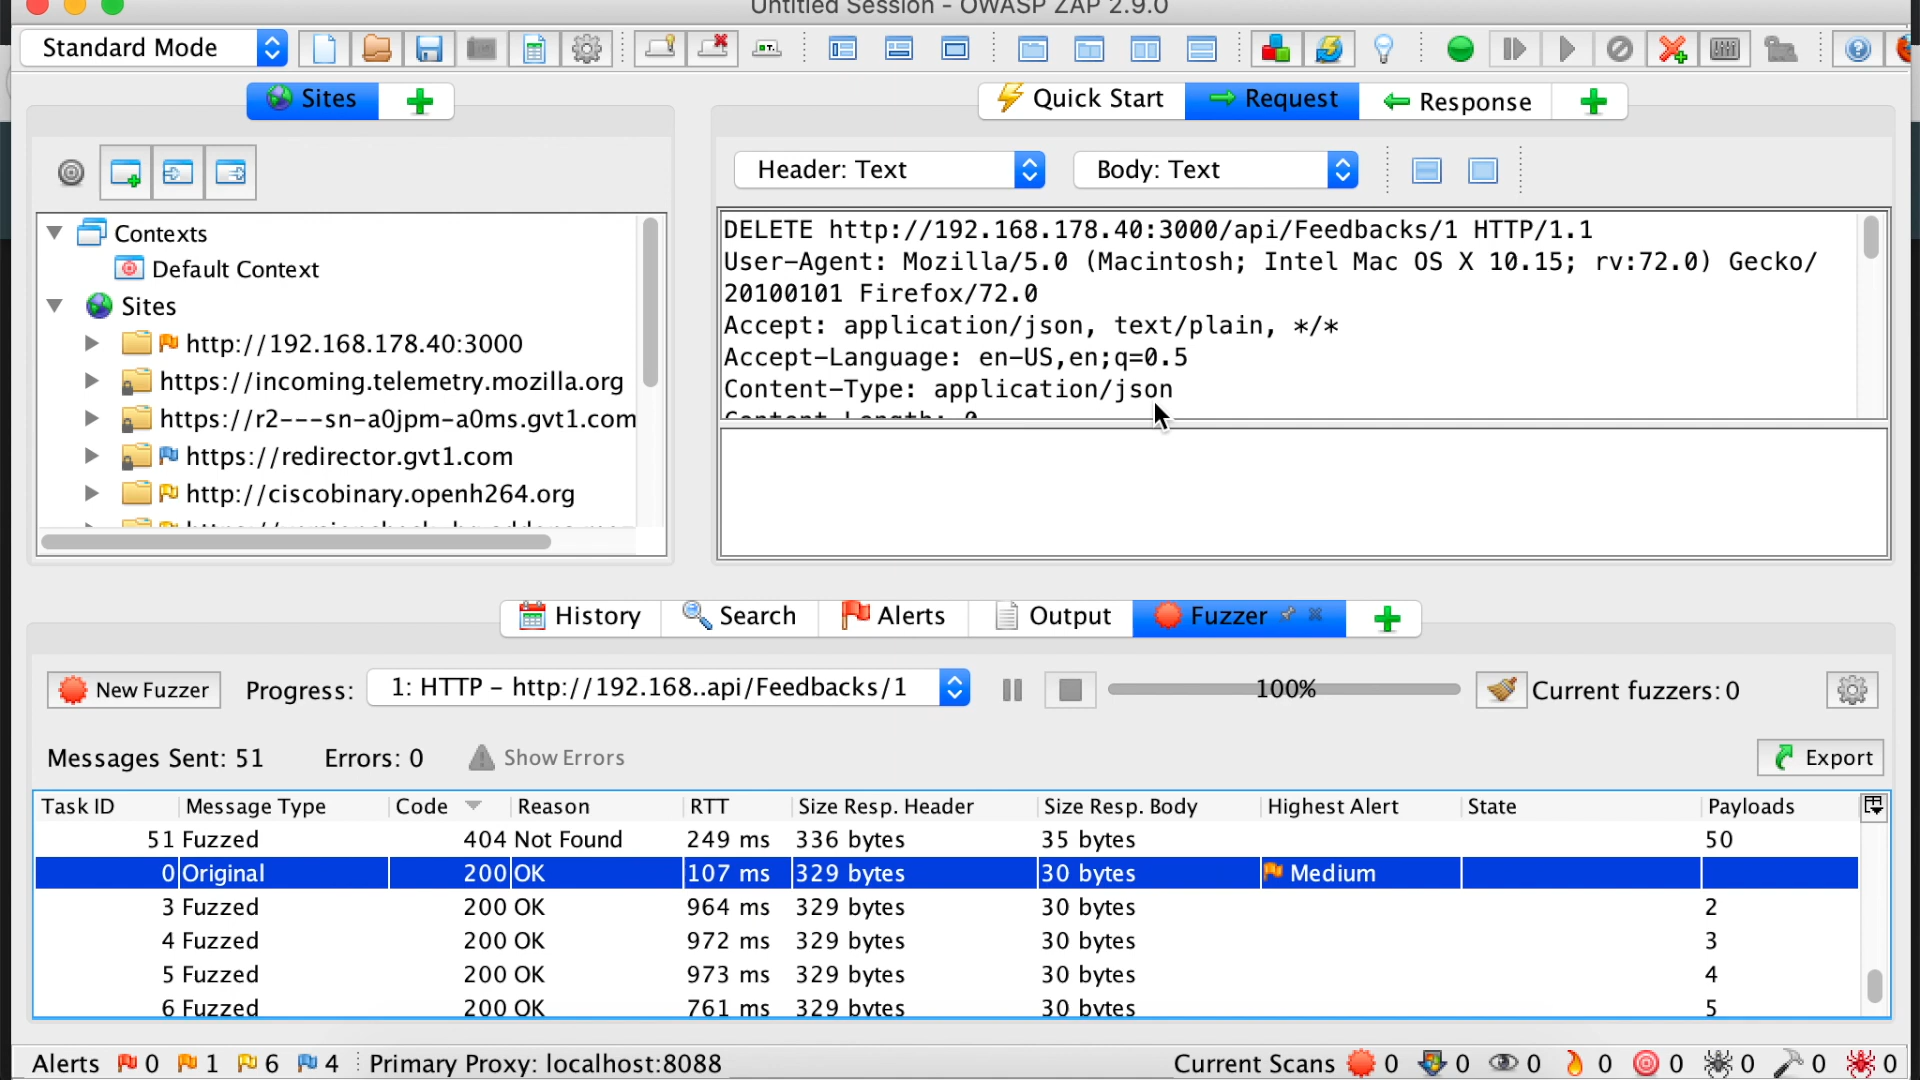 Untitled Session - OWASP ZAP 2.9.0
Standard Mode
Sites
Quick Start
Request
Response
Header: Text
Body: Text
Contexts
Default Context
Sites
http://192.168.178.40:3000
https://incoming.telemetry.mozilla.org
https://r2---sn-a0jpm-a0ms.gvt1.com
https://redirector.gvt1.com
http://ciscobinary.openh264.org
DELETE http://192.168.178.40:3000/api/Feedbacks/1 HTTP/1.1
User-Agent: Mozilla/5.0 (Macintosh; Intel Mac OS X 10.15; rv:72.0) Gecko/
20100101 Firefox/72.0
Accept: application/json, text/plain, */*
Accept-Language: en-US,en;q=0.5
Content-Type: application/json
Content-Length: 0
History
Search
Alerts
Output
Fuzzer
New Fuzzer
Progress:
1: HTTP - http://192.168..api/Feedbacks/1
100%
Current fuzzers: 0
Messages Sent: 51
Errors: 0
Show Errors
Export
Task ID Message Type Code Reason RTT Size Resp. Header Size Resp. Body Highest Alert State Payloads
51 Fuzzed 404 Not Found 249 ms 336 bytes 35 bytes 50
0 Original 200 OK 107 ms 329 bytes 30 bytes Medium
3 Fuzzed 200 OK 964 ms 329 bytes 30 bytes 2
4 Fuzzed 200 OK 972 ms 329 bytes 30 bytes 3
5 Fuzzed 200 OK 973 ms 329 bytes 30 bytes 4
6 Fuzzed 200 OK 761 ms 329 bytes 30 bytes 5
Alerts 0 1 6 4 Primary Proxy: localhost:8088
Current Scans 0 0 0 0 0 0 0 0